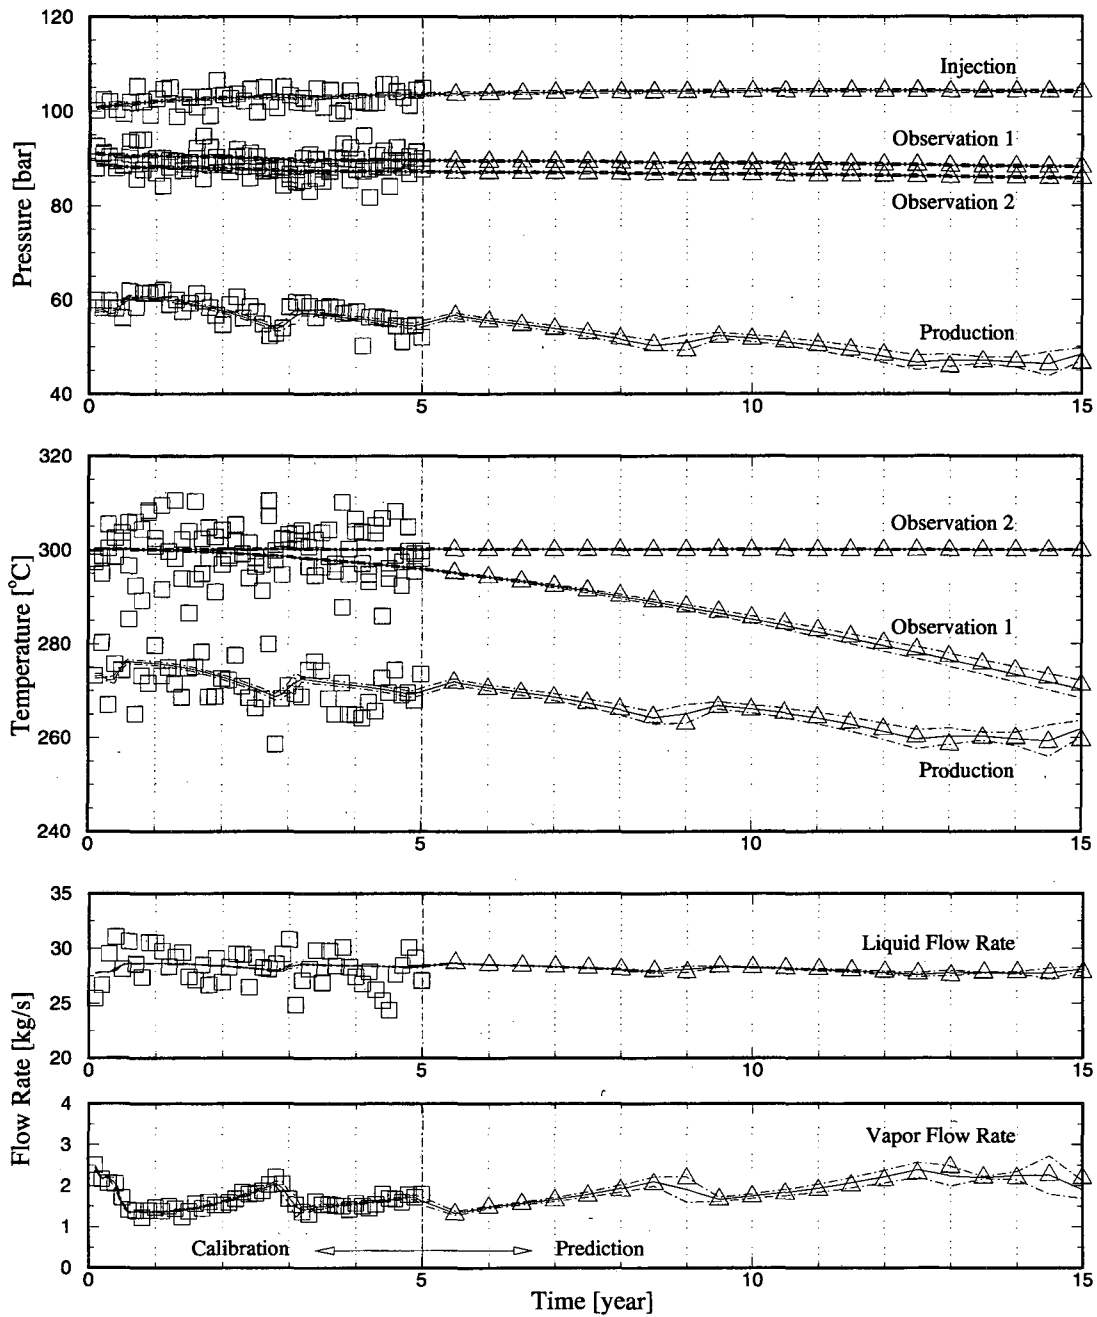 120
100
80
60
40
Pressure [bar]
Injection
Observation 1
Observation 2
Production
0
5
10
15
320
300
280
260
240
Temperature [°C]
Observation 2
Observation 1
Production
0
5
10
15
35
30
25
20
Flow Rate [kg/s]
Liquid Flow Rate
0
5
10
15
4
3
2
1
0
Vapor Flow Rate
Calibration
Prediction
0
5
10
15
Time [year]